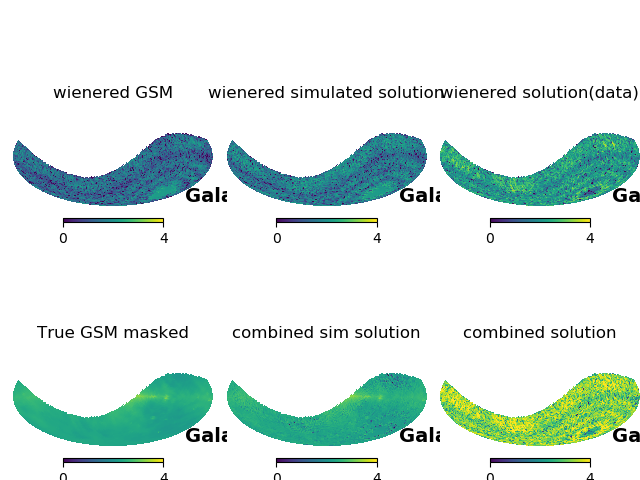 wienered GSM
wienered simulated solution
wienered solution(data)
Gala
Gala
Ga
0 4
0 4
0 4
True GSM masked
combined sim solution
combined solution
Gala
Gala
Ga
0 4
0 4
0 4